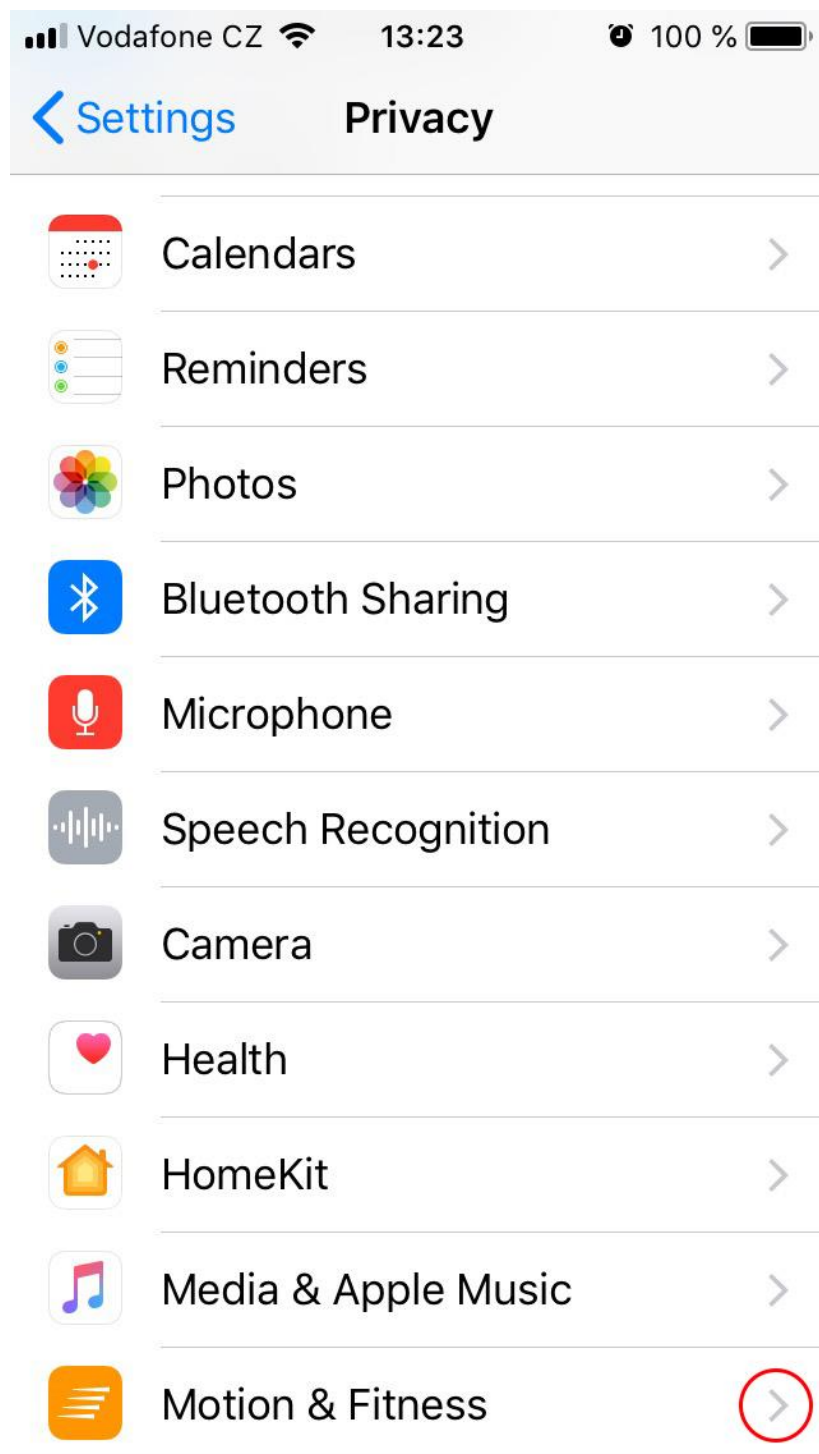 Vodafone CZ 13:23 100 %
Settings Privacy
Calendars
Reminders
Photos
Bluetooth Sharing
Microphone
Speech Recognition
Camera
Health
HomeKit
Media & Apple Music
Motion & Fitness